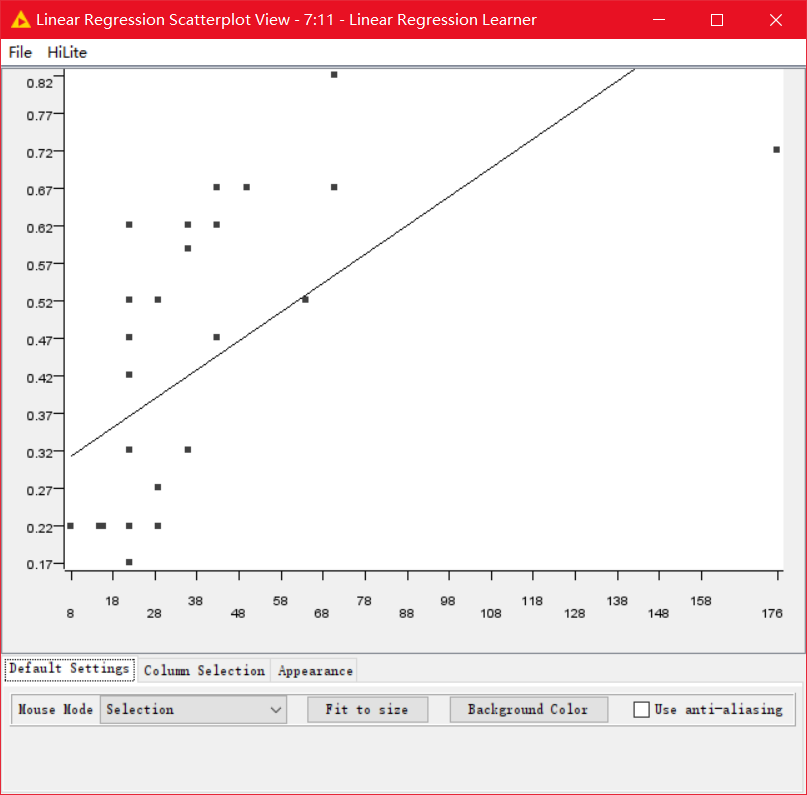 Linear Regression Scatterplot View - 7:11 - Linear Regression Learner
File HiLite
0.82
0.77
0.72
0.67
0.62
0.57
0.52
0.47
0.42
0.37
0.32
0.27
0.22
0.17
18 38 58 78 98 118 138 158
8 28 48 68 88 108 128 148 176
Default Settings Column Selection Appearance
Mouse Mode Selection Fit to size Background Color Use anti-aliasing